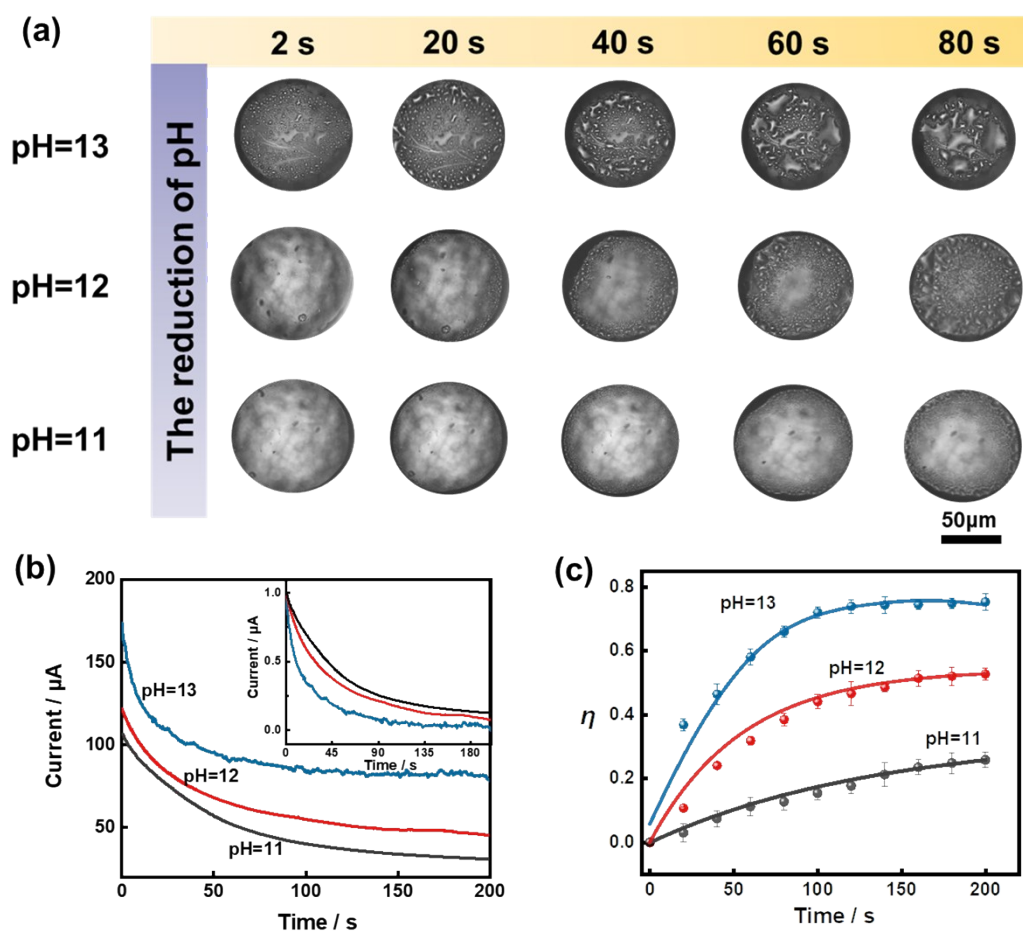 (a)
2 s 20 s 40 s 60 s 80 s
The reduction of pH
pH=13
pH=12
pH=11
50μm
(b)
Current / μA
200
150
100
50
0 50 100 150 200
Time / s
pH=13
pH=12
pH=11
Current / μA
1.0
0.5
0.0
0 45 90 135 180
Time / s
(c)
η
0.8
0.6
0.4
0.2
0.0
0 50 100 150 200
Time / s
pH=13
pH=12
pH=11